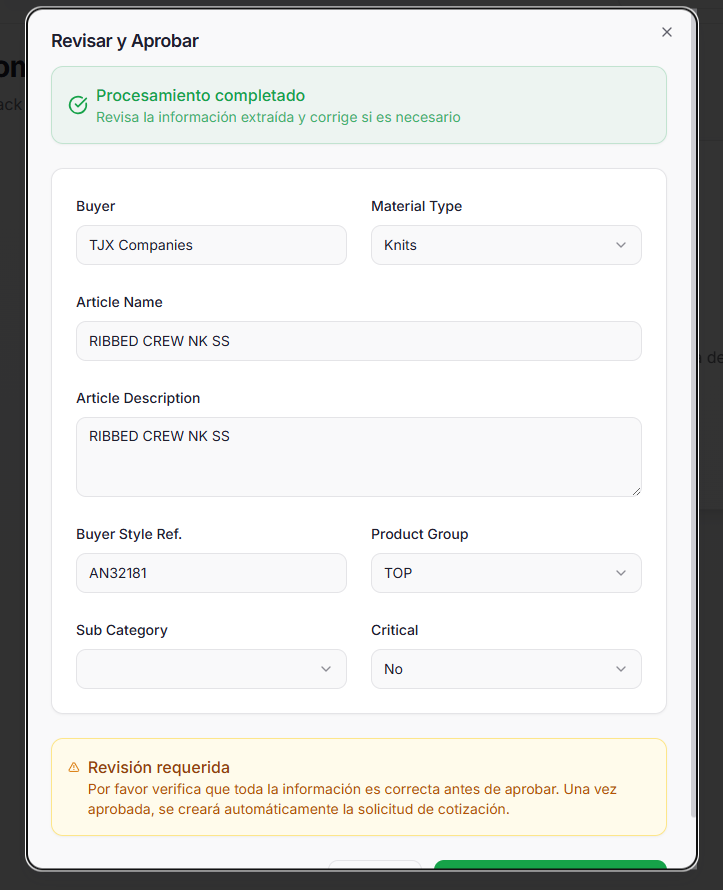 Revisar y Aprobar
Procesamiento completado
Revisa la información extraída y corrige si es necesario
Buyer
Material Type
TJX Companies
Knits
Article Name
RIBBED CREW NK SS
Article Description
RIBBED CREW NK SS
Buyer Style Ref.
Product Group
AN32181
TOP
Sub Category
Critical
No
Revisión requerida
Por favor verifica que toda la información es correcta antes de aprobar. Una vez
aprobada, se creará automáticamente la solicitud de cotización.